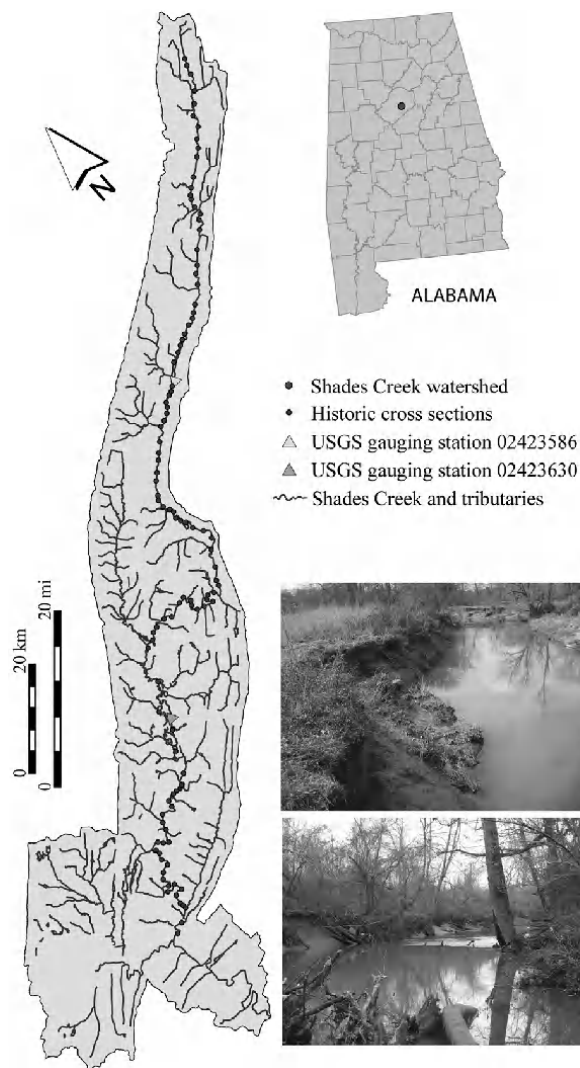 N
ALABAMA
Shades Creek watershed
Historic cross sections
USGS gauging station 02423586
USGS gauging station 02423630
Shades Creek and tributaries
20 mi
20 km
0
0